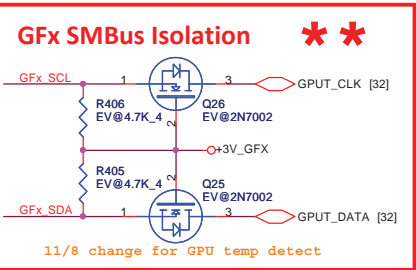 GFx SMBus Isolation **
GFx_SCL 1 3 GPUT_CLK [32]
R406 Q26
EV@4.7K_4 EV@2N7002
2
+3V_GFX
R405 2 Q25
EV@4.7K_4 EV@2N7002
GFx_SDA 1 3 GPUT_DATA [32]
11/8 change for GPU temp detect